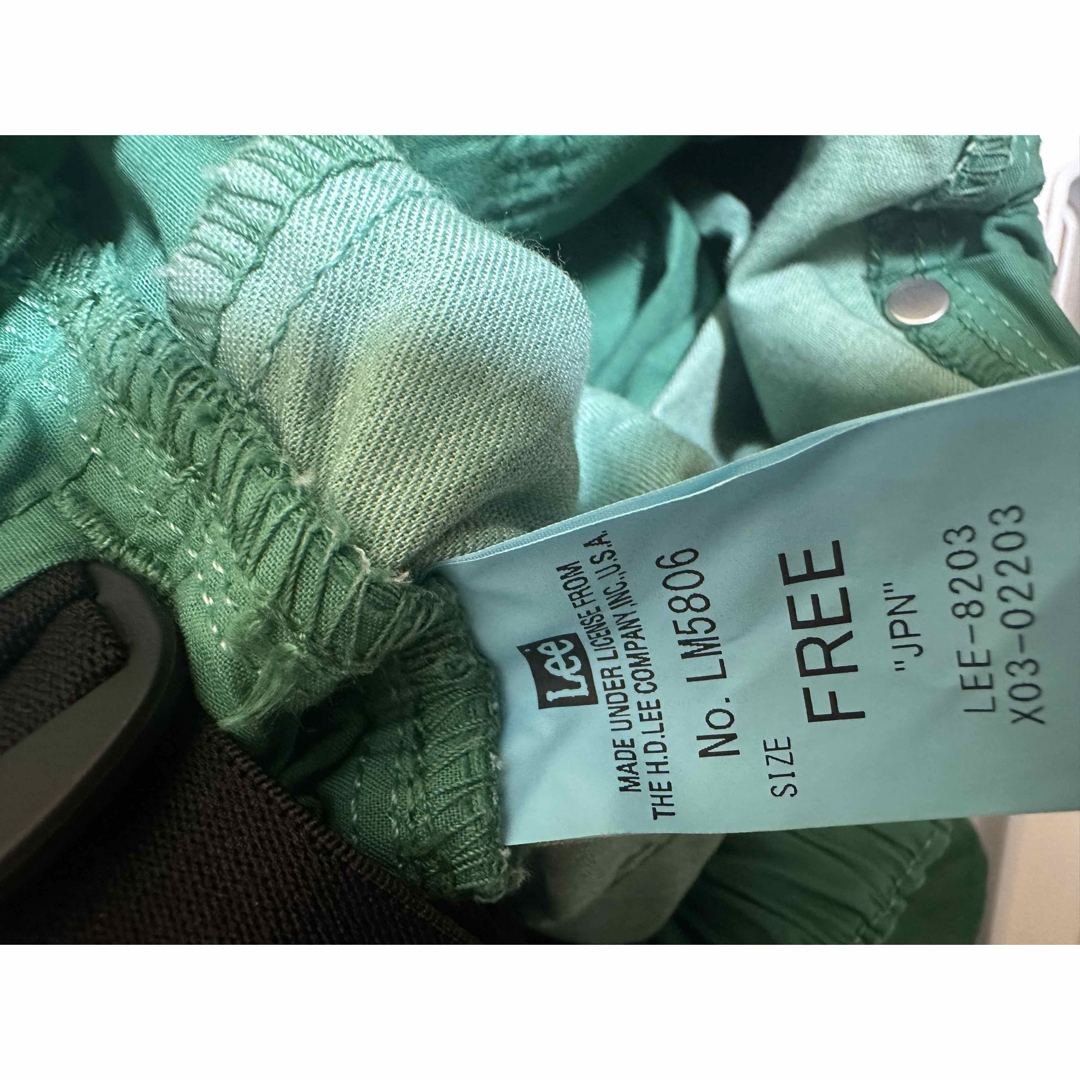 Lee
MADE UNDER LICENSE FROM
THE H.D.LEE COMPANY,INC.,U.S.A.
No. LM5806
SIZE
FREE
"JPN"
LEE-8203
X03-02203